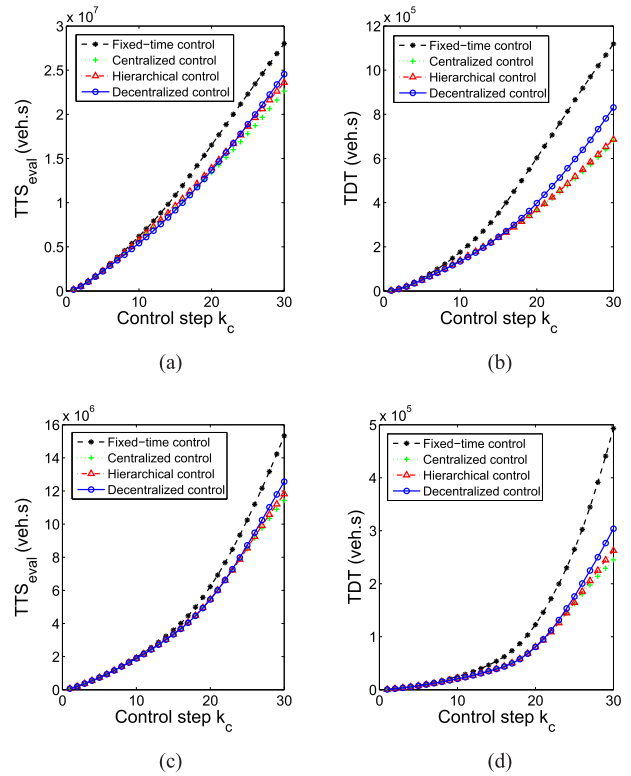 x 10^7
3
2.5
2
1.5
1
0.5
0
TTS_eval (veh.s)
Fixed−time control
Centralized control
Hierarchical control
Decentralized control
0 10 20 30
Control step k_c
(a)
x 10^5
12
10
8
6
4
2
0
TDT (veh.s)
Fixed−time control
Centralized control
Hierarchical control
Decentralized control
0 10 20 30
Control step k_c
(b)
x 10^6
16
14
12
10
8
6
4
2
0
TTS_eval (veh.s)
Fixed−time control
Centralized control
Hierarchical control
Decentralized control
0 10 20 30
Control step k_c
(c)
x 10^5
5
4
3
2
1
0
TDT (veh.s)
Fixed−time control
Centralized control
Hierarchical control
Decentralized control
0 10 20 30
Control step k_c
(d)